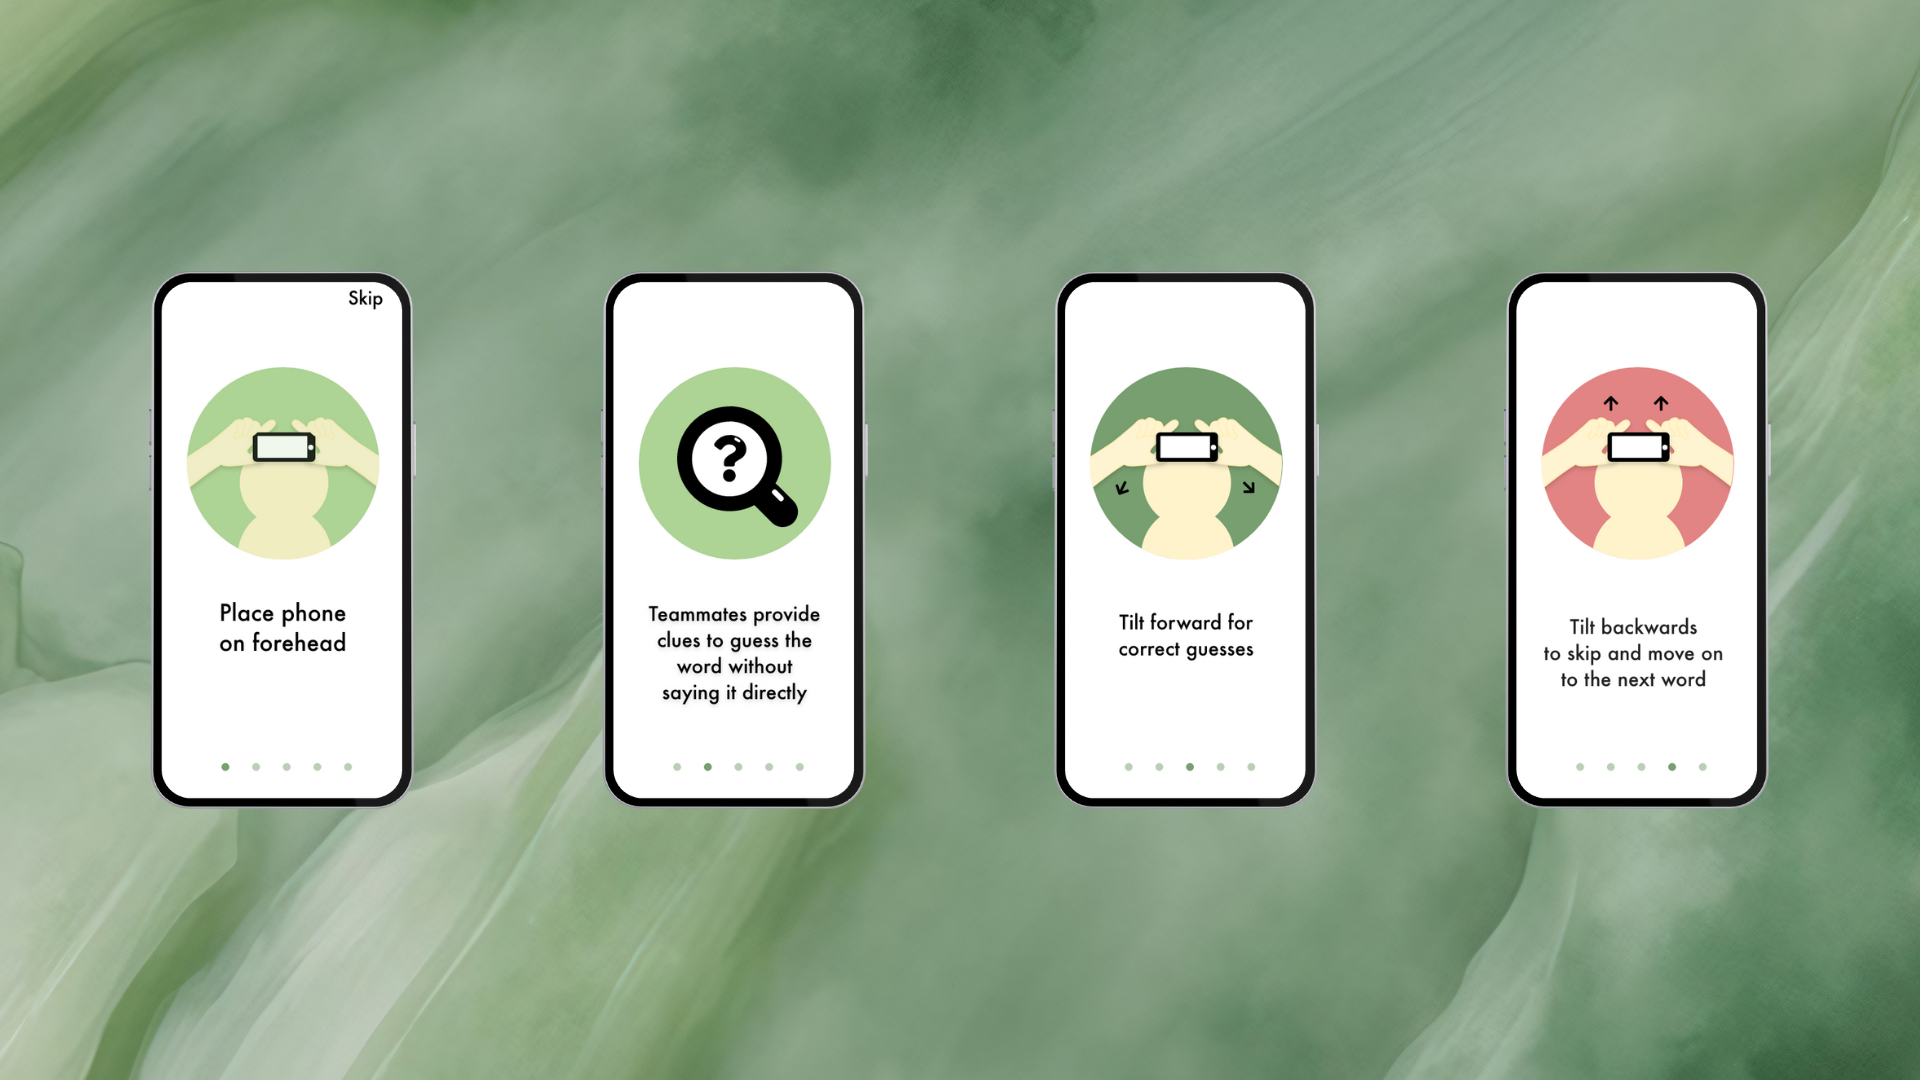 Skip
Place phone
on forehead
Teammates provide
clues to guess the
word without
saying it directly
Tilt forward for
correct guesses
Tilt backwards
to skip and move on
to the next word